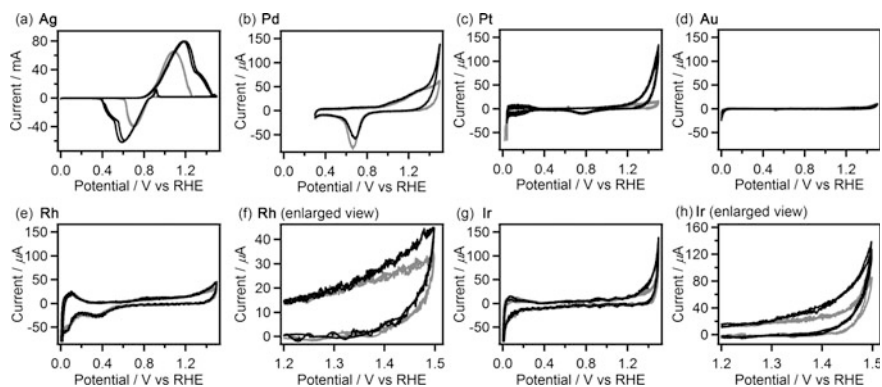 (a) Ag
(b) Pd
(c) Pt
(d) Au
Current / mA
80
40
0
-40
0.0 0.4 0.8 1.2
Potential / V vs RHE
Current / µA
150
100
50
0
-50
0.0 0.4 0.8 1.2
Potential / V vs RHE
Current / µA
150
100
50
0
-50
0.0 0.4 0.8 1.2
Potential / V vs RHE
Current / µA
150
100
50
0
-50
0.0 0.4 0.8 1.2
Potential / V vs RHE
(e) Rh
(f) Rh (enlarged view)
(g) Ir
(h) Ir (enlarged view)
Current / µA
150
100
50
0
-50
0.0 0.4 0.8 1.2
Potential / V vs RHE
Current / µA
40
30
20
10
0
1.2 1.3 1.4 1.5
Potential / V vs RHE
Current / µA
150
100
50
0
-50
0.0 0.4 0.8 1.2
Potential / V vs RHE
Current / µA
160
120
80
40
0
1.2 1.3 1.4 1.5
Potential / V vs RHE